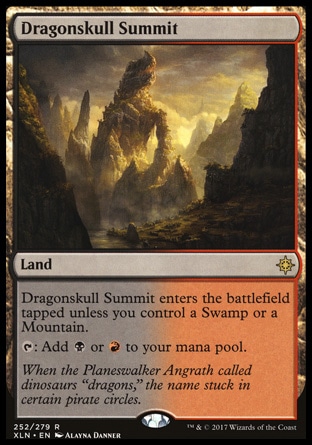 Dragonskull Summit
Land
Dragonskull Summit enters the battlefield
tapped unless you control a Swamp or a
Mountain.
: Add or to your mana pool.
When the Planeswalker Angrath called
dinosaurs “dragons,” the name stuck in
certain pirate circles.
252/279 R
XLN • EN Alayna Danner
™ & © 2017 Wizards of the Coast